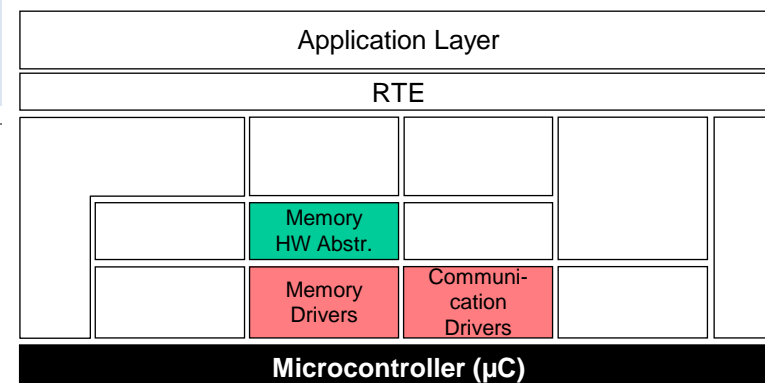 Application Layer
RTE
Memory
HW Abstr.
Memory
Drivers
Communi-
cation
Drivers
Microcontroller (µC)